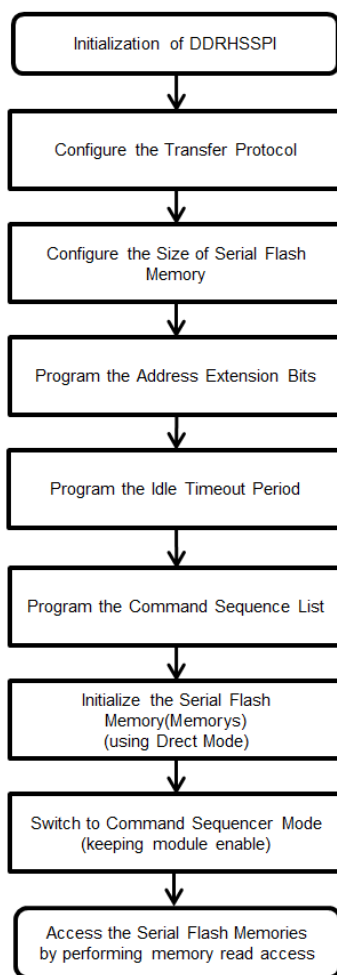 Initialization of DDRHSSPI
Configure the Transfer Protocol
Configure the Size of Serial Flash
Memory
Program the Address Extension Bits
Program the Idle Timeout Period
Program the Command Sequence List
Initialize the Serial Flash
Memory(Memorys)
(using Drect Mode)
Switch to Command Sequencer Mode
(keeping module enable)
Access the Serial Flash Memories
by performing memory read access